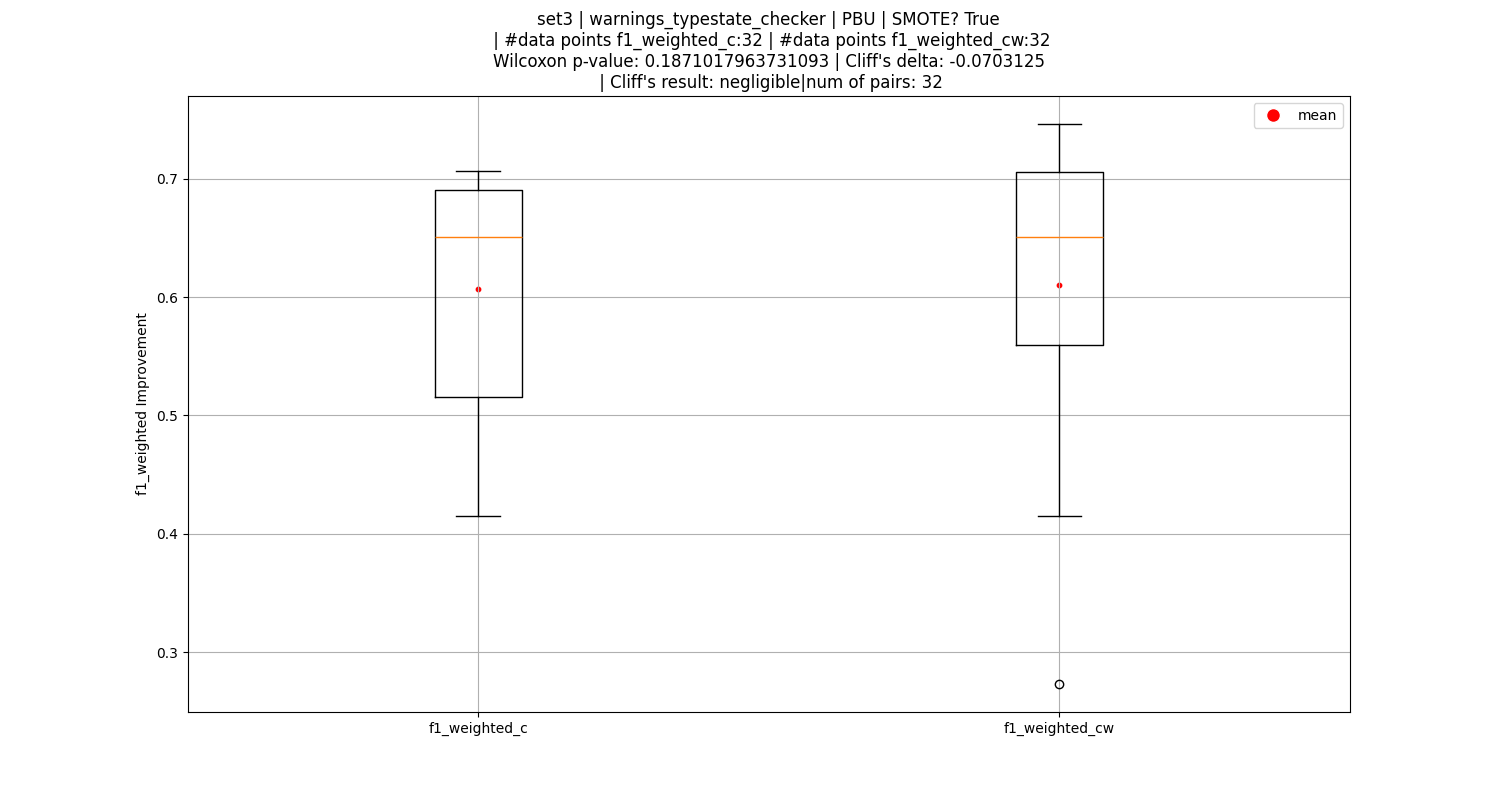 set3 | warnings_typestate_checker | PBU | SMOTE? True
| #data points f1_weighted_c:32 | #data points f1_weighted_cw:32
Wilcoxon p-value: 0.1871017963731093 | Cliff's delta: -0.0703125
| Cliff's result: negligible|num of pairs: 32
mean
0.7
0.6
0.5
0.4
0.3
f1_weighted Improvement
f1_weighted_c
f1_weighted_cw